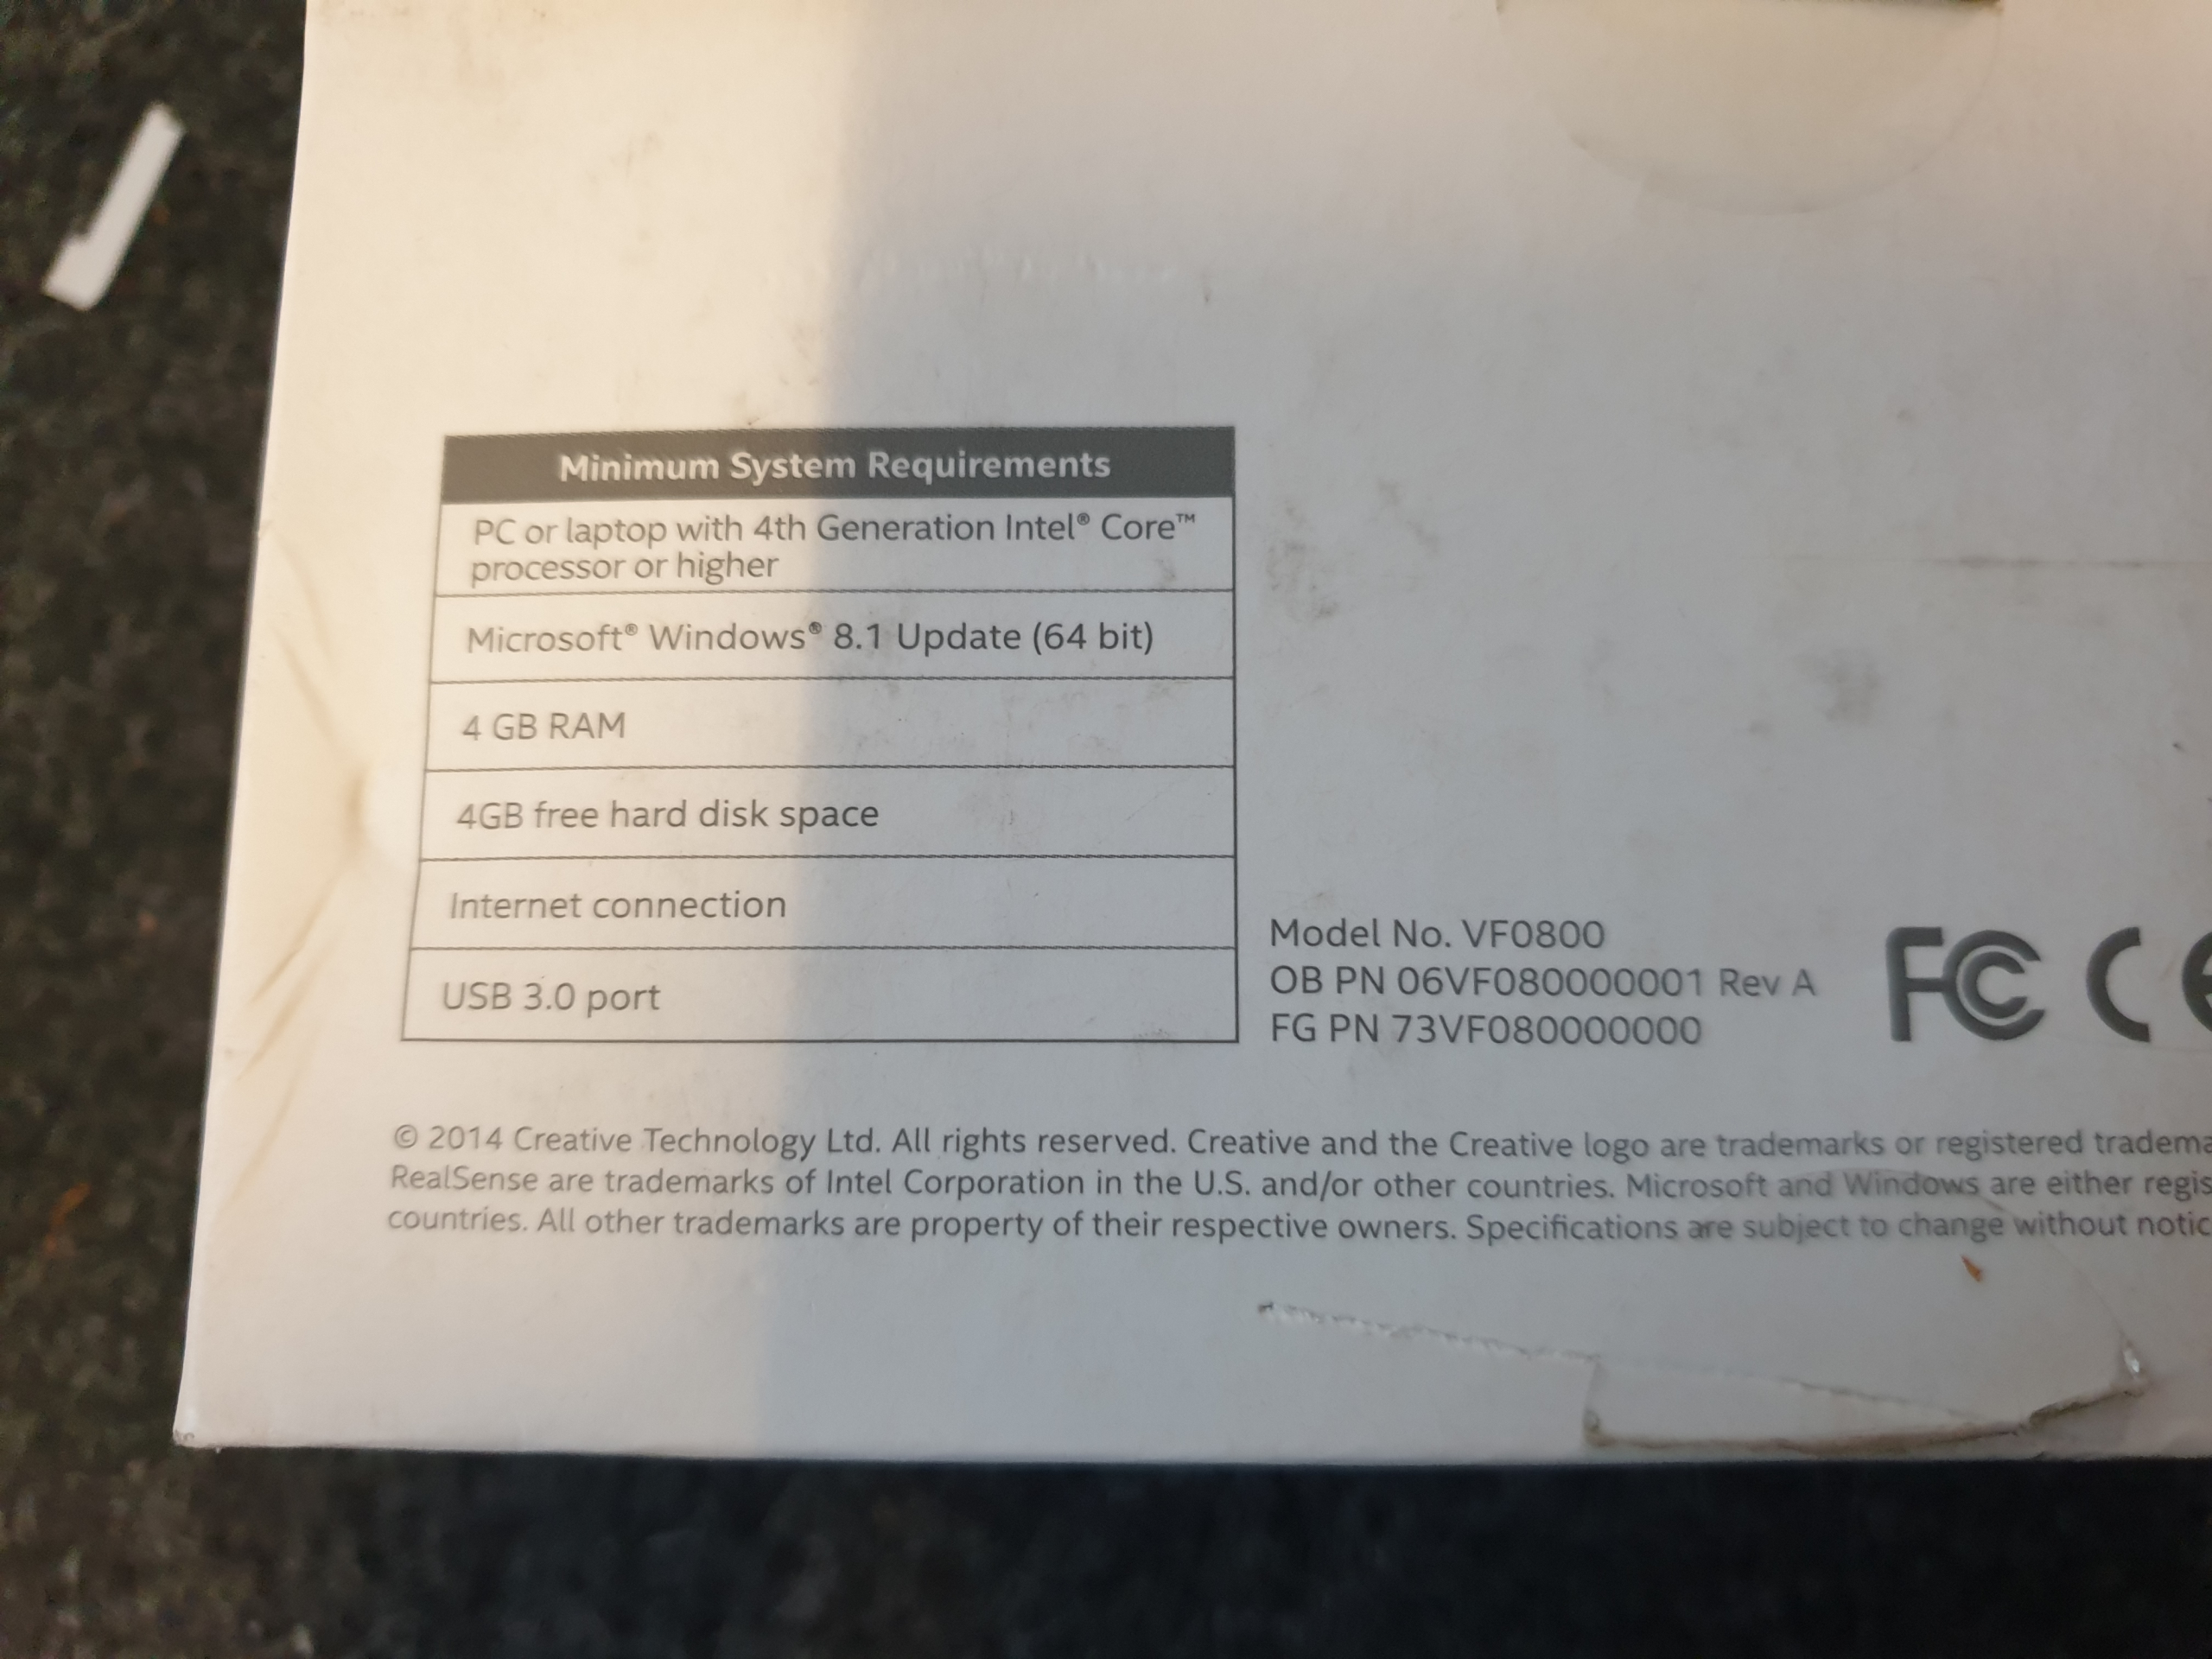 Minimum System Requirements
PC or laptop with 4th Generation Intel® Core™
processor or higher
Microsoft® Windows® 8.1 Update (64 bit)
4 GB RAM
4GB free hard disk space
Internet connection
USB 3.0 port
Model No. VF0800
OB PN 06VF080000001 Rev A
FG PN 73VF080000000
FC CE
© 2014 Creative Technology Ltd. All rights reserved. Creative and the Creative logo are trademarks or registered tradema
RealSense are trademarks of Intel Corporation in the U.S. and/or other countries. Microsoft and Windows are either regis
countries. All other trademarks are property of their respective owners. Specifications are subject to change without notic